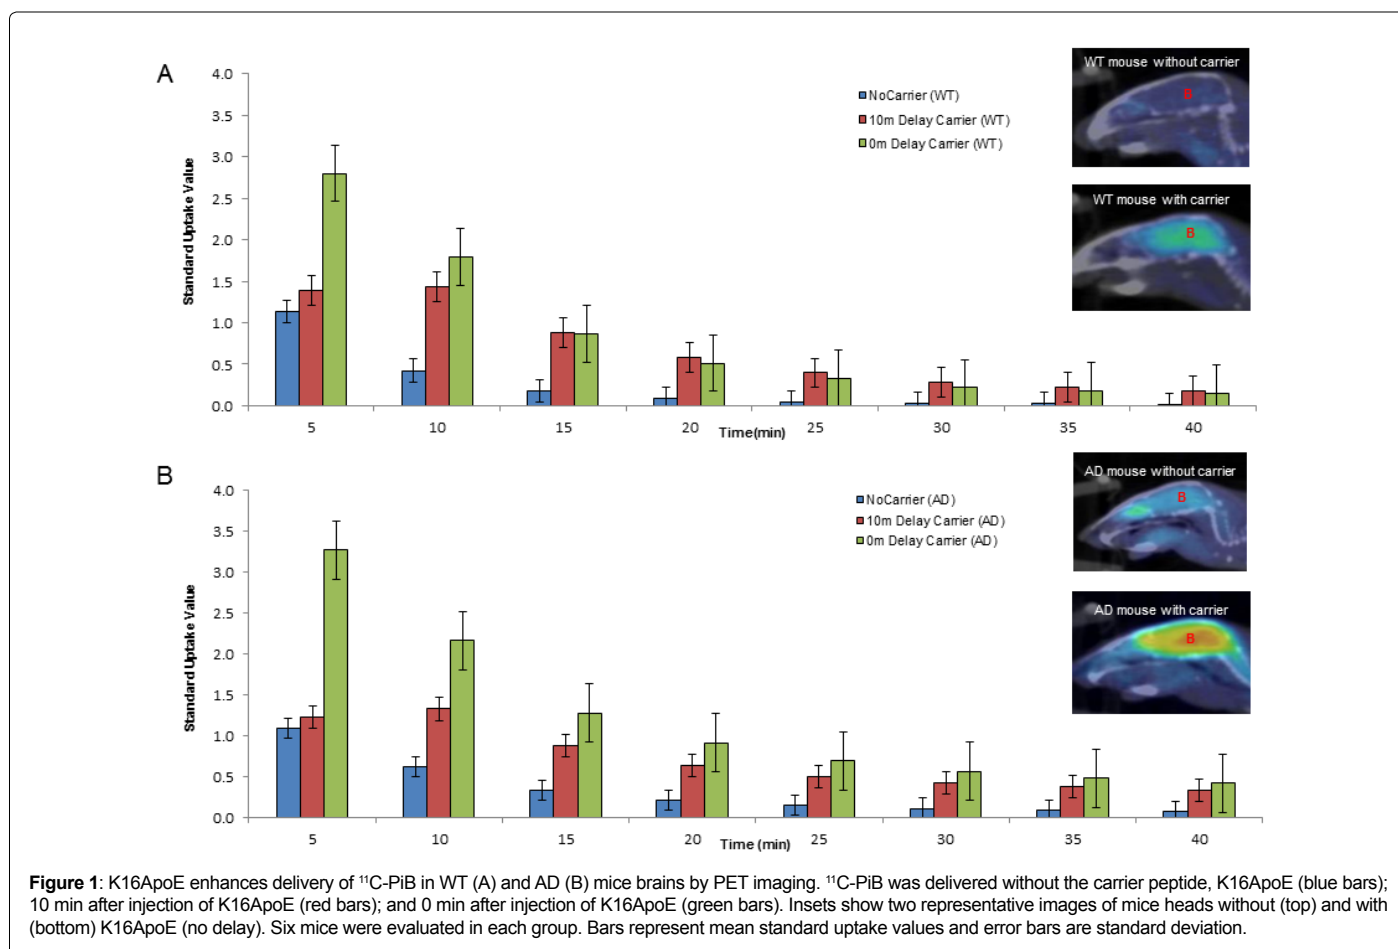 A
4.0
3.5
3.0
2.5
2.0
1.5
1.0
0.5
0.0
Standard Uptake Value
5 10 15 20 25 30 35 40
Time(min)
NoCarrier (WT)
10m Delay Carrier (WT)
0m Delay Carrier (WT)
WT mouse without carrier
B
WT mouse with carrier
B
B
4.0
3.5
3.0
2.5
2.0
1.5
1.0
0.5
0.0
Standard Uptake Value
5 10 15 20 25 30 35 40
Time (min)
NoCarrier (AD)
10m Delay Carrier (AD)
0m Delay Carrier (AD)
AD mouse without carrier
B
AD mouse with carrier
B
Figure 1: K16ApoE enhances delivery of ¹¹C-PiB in WT (A) and AD (B) mice brains by PET imaging. ¹¹C-PiB was delivered without the carrier peptide, K16ApoE (blue bars);
10 min after injection of K16ApoE (red bars); and 0 min after injection of K16ApoE (green bars). Insets show two representative images of mice heads without (top) and with
(bottom) K16ApoE (no delay). Six mice were evaluated in each group. Bars represent mean standard uptake values and error bars are standard deviation.